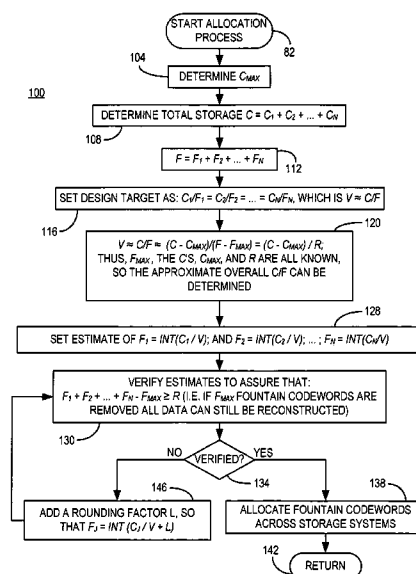 START ALLOCATION
PROCESS
82
104
DETERMINE CMAX
100
DETERMINE TOTAL STORAGE C = C1 + C2 + ... + CN
108
F = F1 + F2 + ... + FN
112
SET DESIGN TARGET AS: C1/F1 = C2/F2 = ... = CN/FN, WHICH IS V ≈ C/F
116
120
V ≈ C/F ≈ (C - CMAX)/(F - FMAX) = (C - CMAX) / R;
THUS, FMAX, THE C'S, CMAX, AND R ARE ALL KNOWN,
SO THE APPROXIMATE OVERALL C/F CAN BE
DETERMINED
128
SET ESTIMATE OF F1 = INT(C1 / V); AND F2 = INT(C2 / V); ... ; FN = INT(CN/V)
VERIFY ESTIMATES TO ASSURE THAT:
F1 + F2 + ... + FN - FMAX ≥ R (I.E. IF FMAX FOUNTAIN CODEWORDS ARE
REMOVED ALL DATA CAN STILL BE RECONSTRUCTED)
130
NO
VERIFIED?
YES
134
146
138
ADD A ROUNDING FACTOR L, SO
THAT FJ = INT (CJ / V + L)
ALLOCATE FOUNTAIN CODEWORDS
ACROSS STORAGE SYSTEMS
142
RETURN